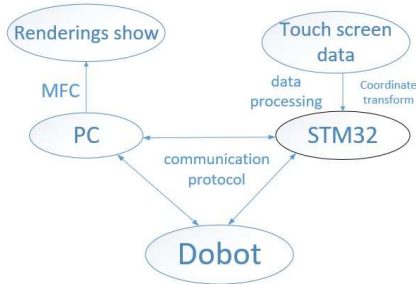 Renderings show
Touch screen
data
MFC
data
processing
Coordinate
transform
PC
STM32
communication
protocol
Dobot